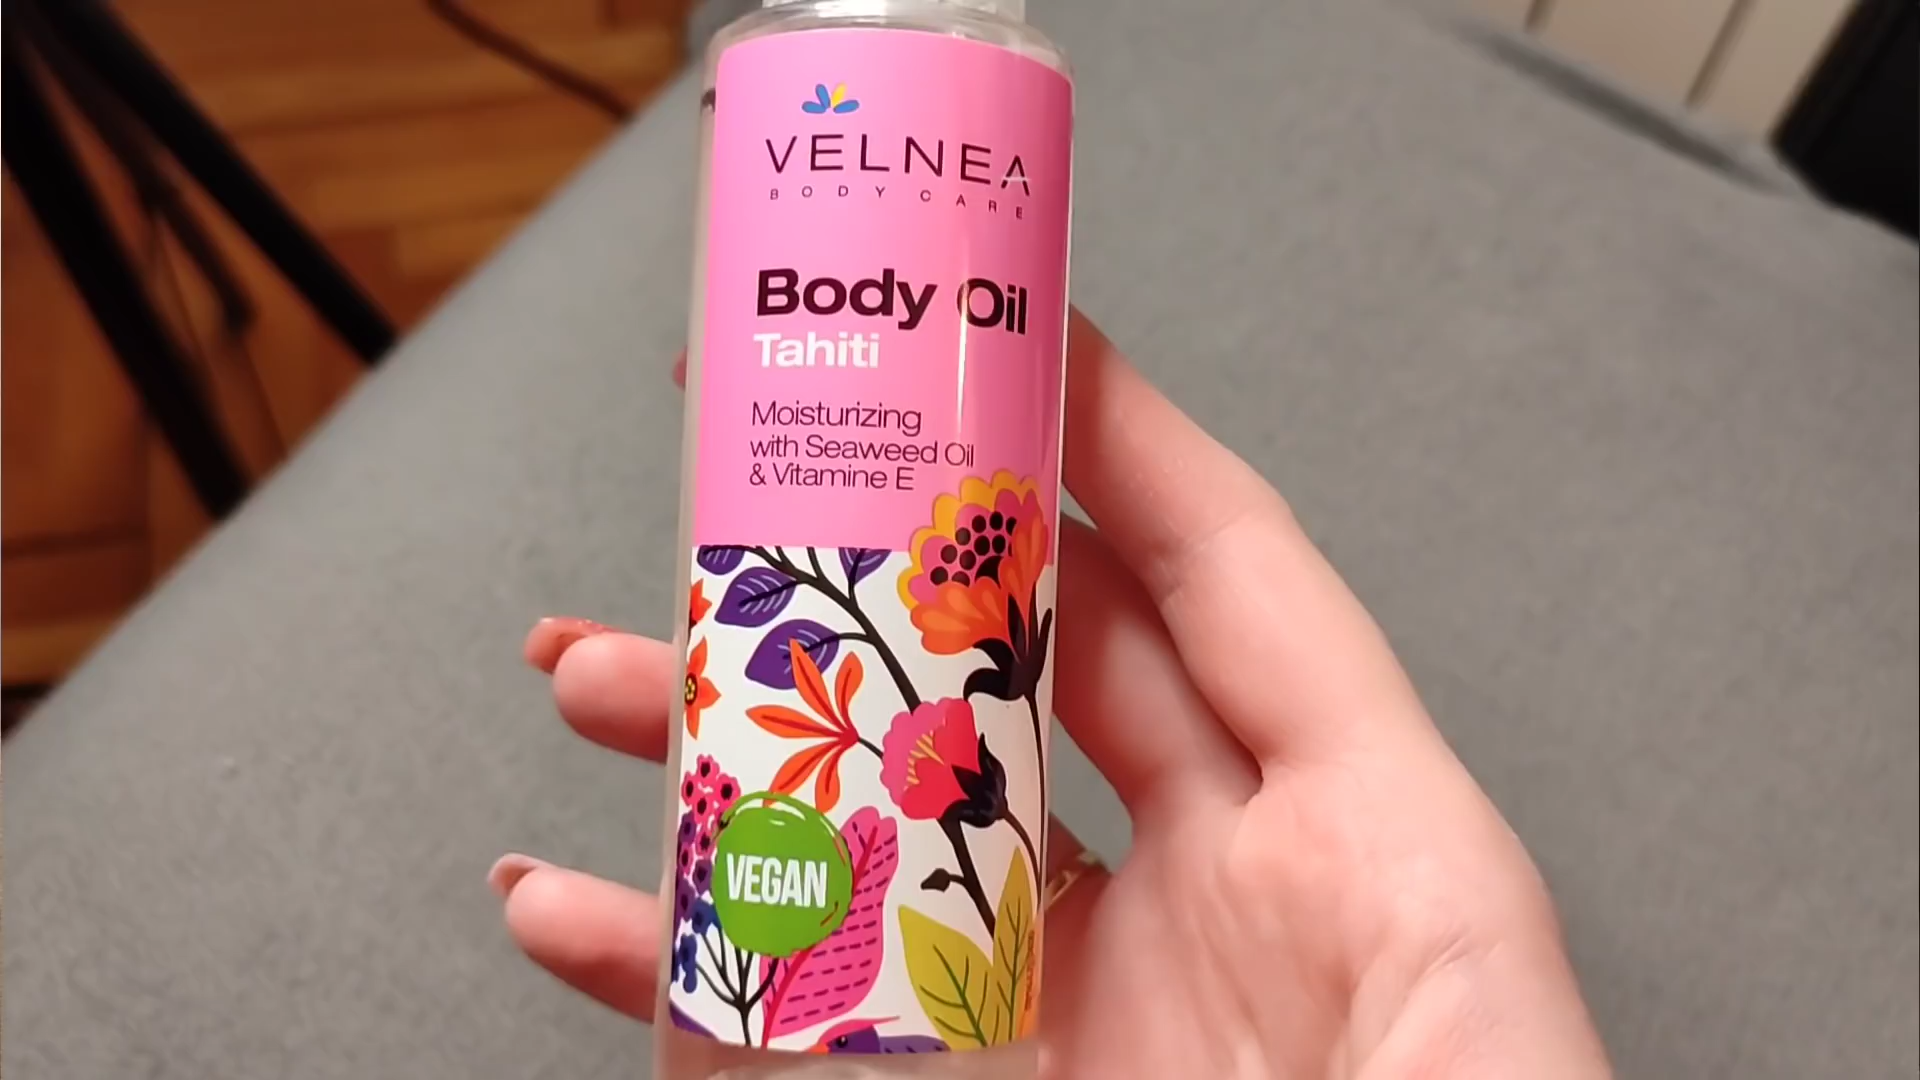 VELNEA
BODY CARE
Body Oil
Tahiti
Moisturizing
with Seaweed Oil
& Vitamine E
VEGAN